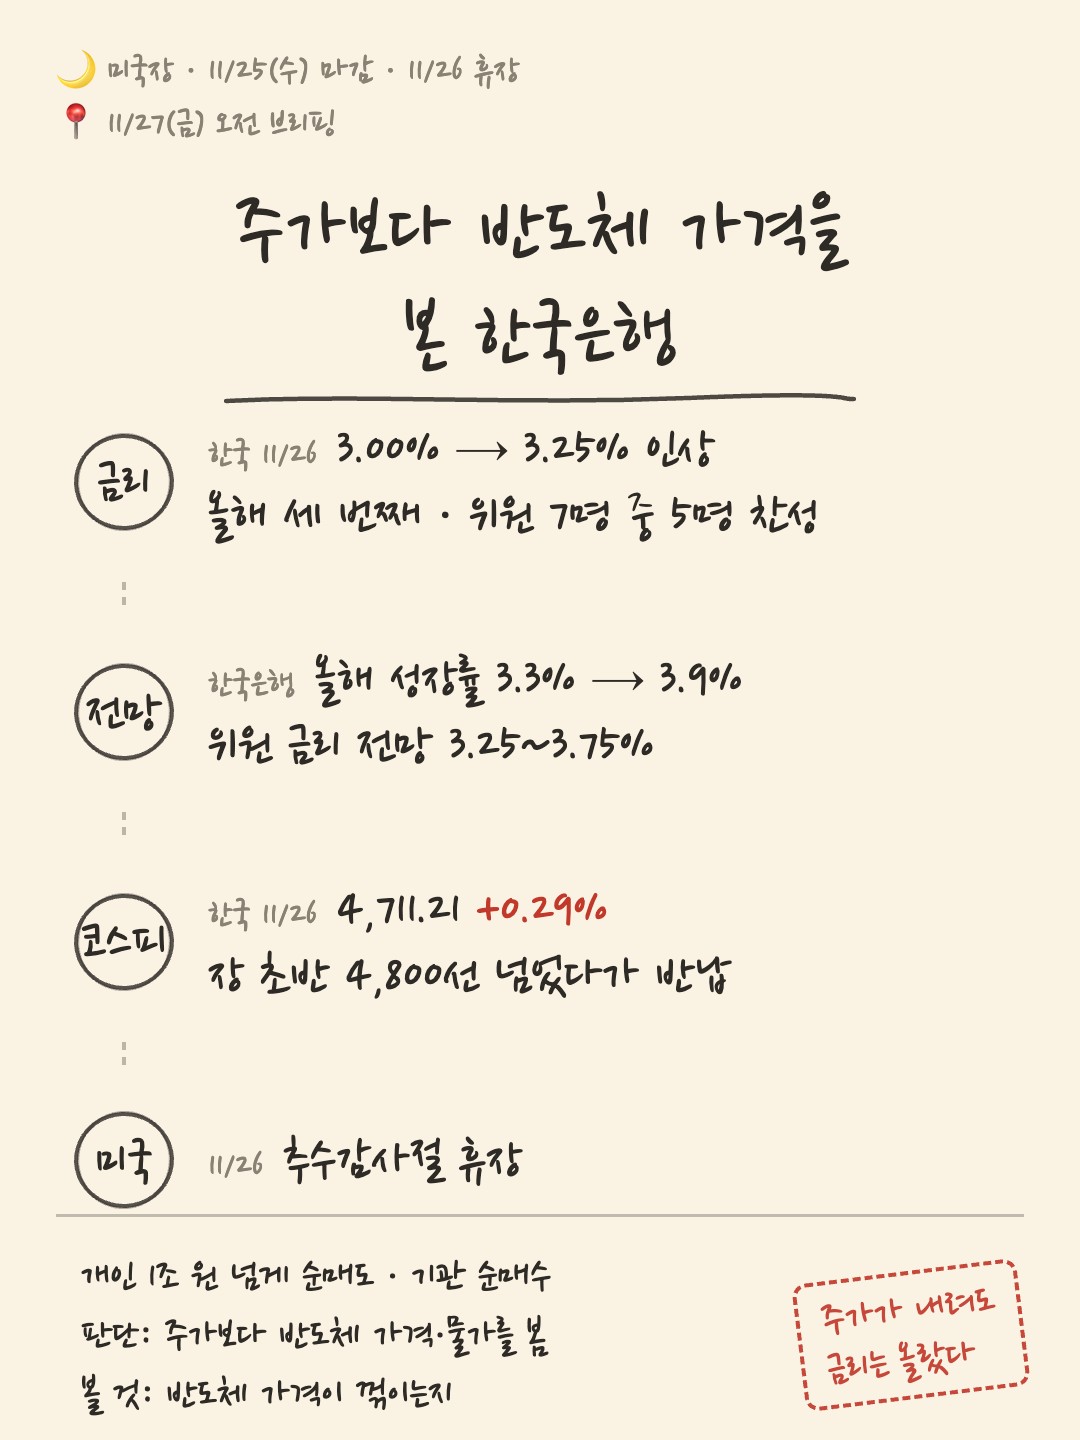 미국장 · 11/25(수) 마감 · 11/26 휴장
11/27(금) 오전 브리핑
주가보다 반도체 가격을
본 한국은행
금리
한국 11/26 3.00% → 3.25% 인상
올해 세 번째 · 위원 7명 중 5명 찬성
전망
한국은행 올해 성장률 3.3% → 3.9%
위원 금리 전망 3.25~3.75%
코스피
한국 11/26 4,711.21 +0.29%
장 초반 4,800선 넘었다가 반납
미국
11/26 추수감사절 휴장
개인 1조 원 넘게 순매도 · 기관 순매수
판단: 주가보다 반도체 가격·물가를 봄
볼 것: 반도체 가격이 꺾이는지
주가가 내려도
금리는 올랐다